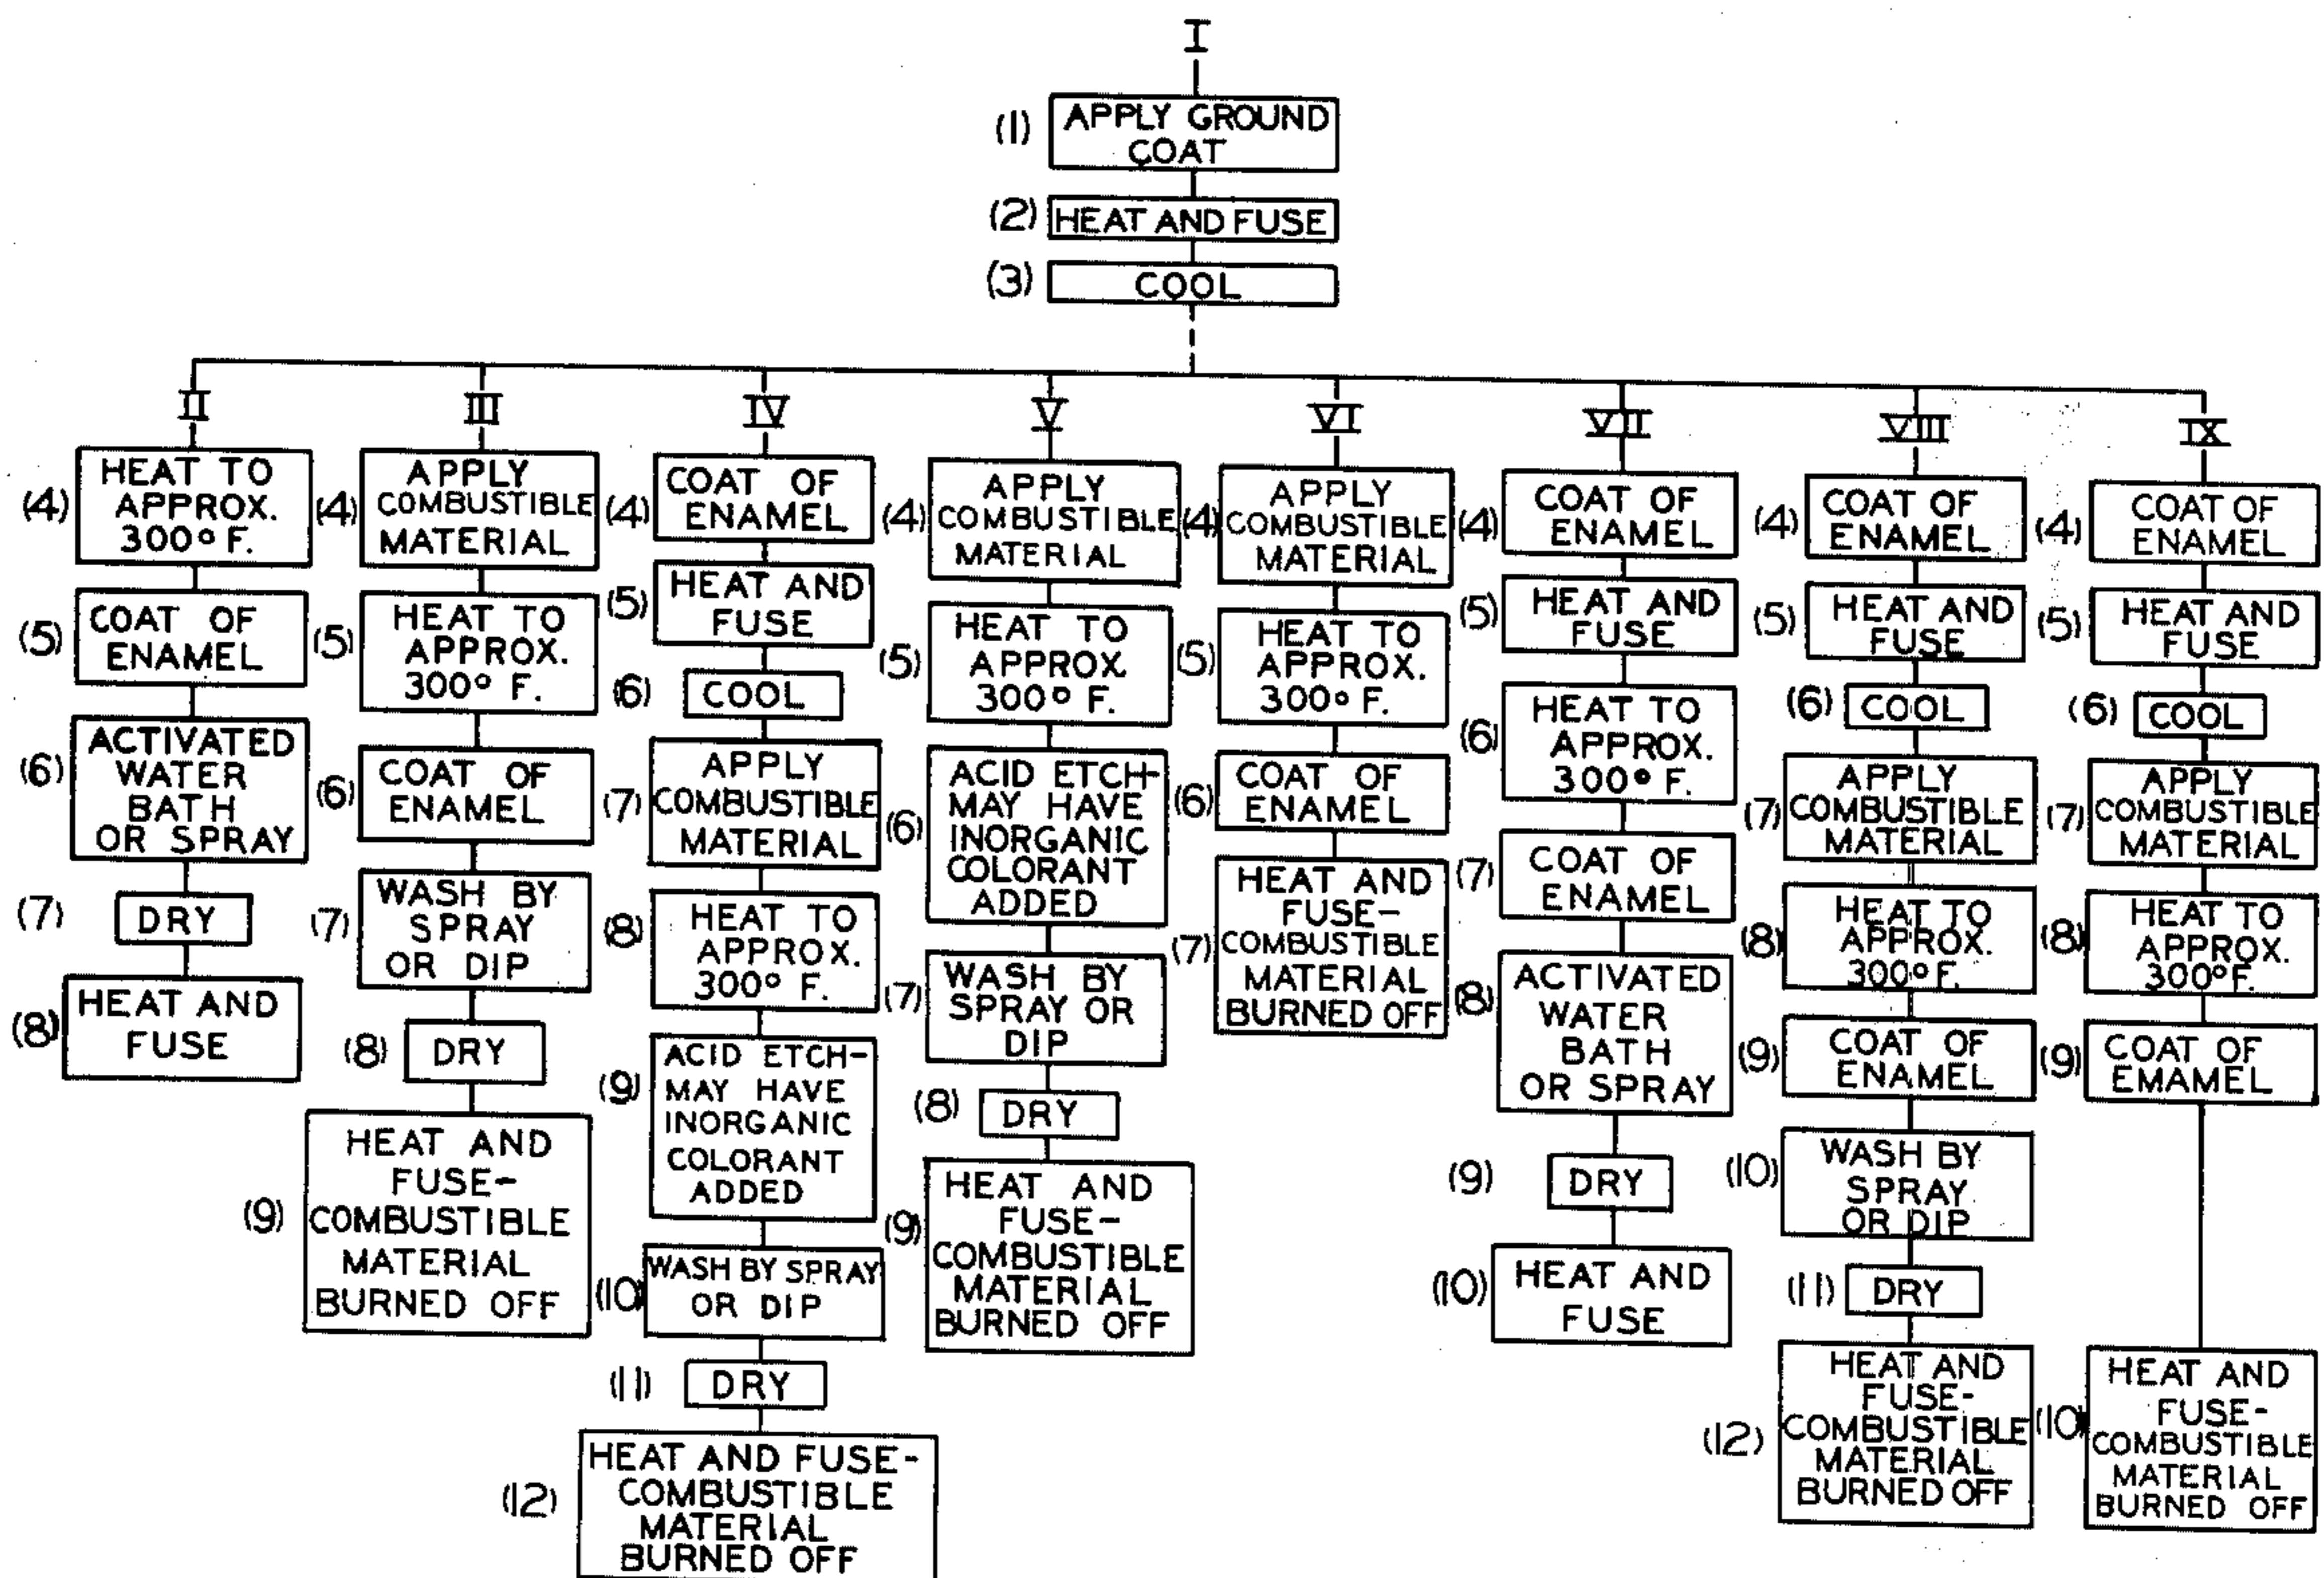 I
(1) APPLY GROUND
COAT
(2) HEAT AND FUSE
(3) COOL
II
(4) HEAT TO
APPROX.
300° F.
(5) COAT OF
ENAMEL
(6) ACTIVATED
WATER
BATH
OR SPRAY
(7) DRY
(8) HEAT AND
FUSE
III
(4) APPLY
COMBUSTIBLE
MATERIAL
(5) HEAT TO
APPROX.
300° F.
(6) COAT OF
ENAMEL
(7) WASH BY
SPRAY
OR DIP
(8) DRY
(9) HEAT AND
FUSE-
COMBUSTIBLE
MATERIAL
BURNED OFF
IV
(4) COAT OF
ENAMEL
(5) HEAT AND
FUSE
(6) COOL
(7) APPLY
COMBUSTIBLE
MATERIAL
(8) HEAT TO
APPROX.
300° F.
(9) ACID ETCH-
MAY HAVE
INORGANIC
COLORANT
ADDED
(10) WASH BY SPRAY
OR DIP
(11) DRY
(12) HEAT AND FUSE-
COMBUSTIBLE
MATERIAL
BURNED OFF
V
(4) APPLY
COMBUSTIBLE
MATERIAL
(5) HEAT TO
APPROX
300° F.
(6) ACID ETCH-
MAY HAVE
INORGANIC
COLORANT
ADDED
(7) WASH BY
SPRAY OR
DIP
(8) DRY
(9) HEAT AND
FUSE-
COMBUSTIBLE
MATERIAL
BURNED OFF
VI
(4) APPLY
COMBUSTIBLE
MATERIAL
(5) HEAT TO
APPROX.
300° F.
(6) COAT OF
ENAMEL
(7) HEAT AND
FUSE-
COMBUSTIBLE
MATERIAL
BURNED OFF
VII
(4) COAT OF
ENAMEL
(5) HEAT AND
FUSE
(6) HEAT TO
APPROX.
300° F.
(7) COAT OF
ENAMEL
(8) ACTIVATED
WATER
BATH
OR SPRAY
(9) DRY
(10) HEAT AND
FUSE
VIII
(4) COAT OF
ENAMEL
(5) HEAT AND
FUSE
(6) COOL
(7) APPLY
COMBUSTIBLE
MATERIAL
(8) HEAT TO
APPROX.
300° F.
(9) COAT OF
ENAMEL
(10) WASH BY
SPRAY
OR DIP
(11) DRY
(12) HEAT AND
FUSE-
COMBUSTIBLE
MATERIAL
BURNED OFF
IX
(4) COAT OF
ENAMEL
(5) HEAT AND
FUSE
(6) COOL
(7) APPLY
COMBUSTIBLE
MATERIAL
(8) HEAT TO
APPROX.
300°F.
(9) COAT OF
EMAMEL
(10) HEAT AND
FUSE-
COMBUSTIBLE
MATERIAL
BURNED OFF